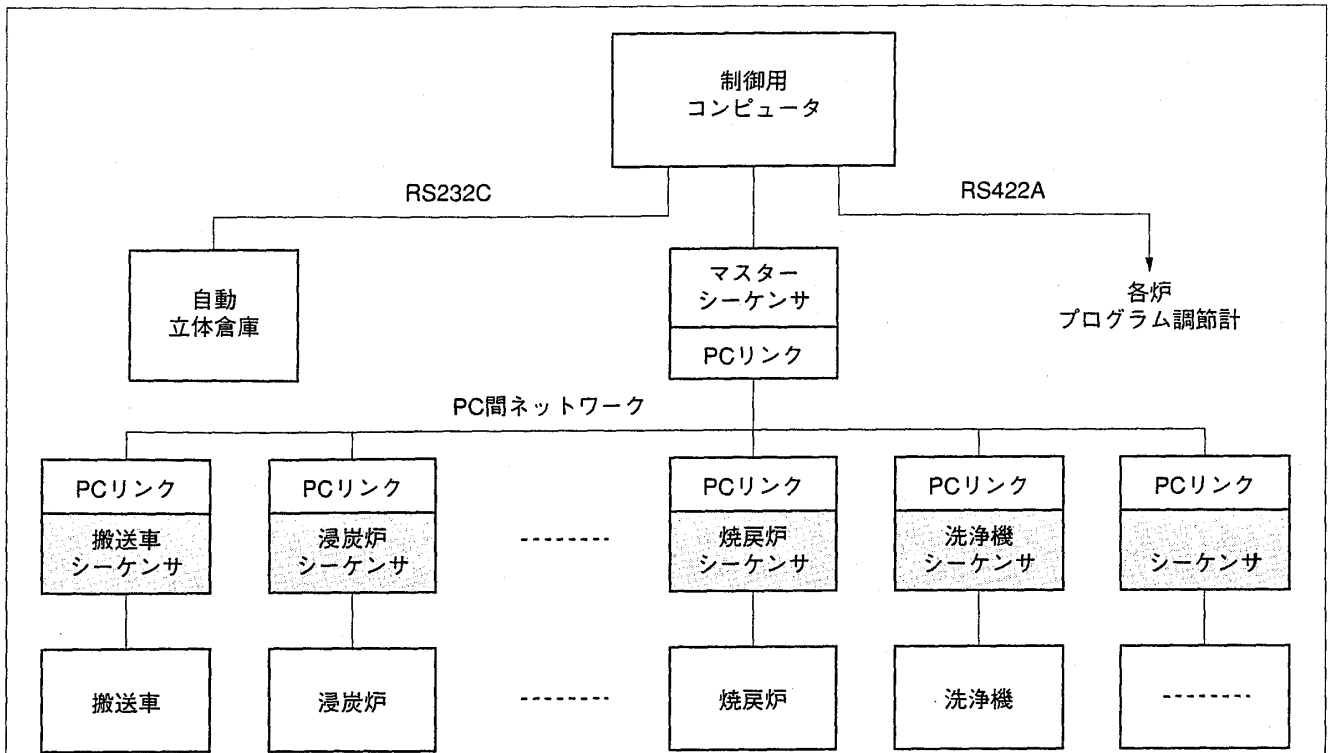 制御用
コンピュータ
RS232C
RS422A
自動
立体倉庫
マスター
シーケンサ
PCリンク
各炉
プログラム調節計
PC間ネットワーク
PCリンク
搬送車
シーケンサ
PCリンク
浸炭炉
シーケンサ
PCリンク
焼戻炉
シーケンサ
PCリンク
洗浄機
シーケンサ
PCリンク
シーケンサ
搬送車
浸炭炉
焼戻炉
洗浄機